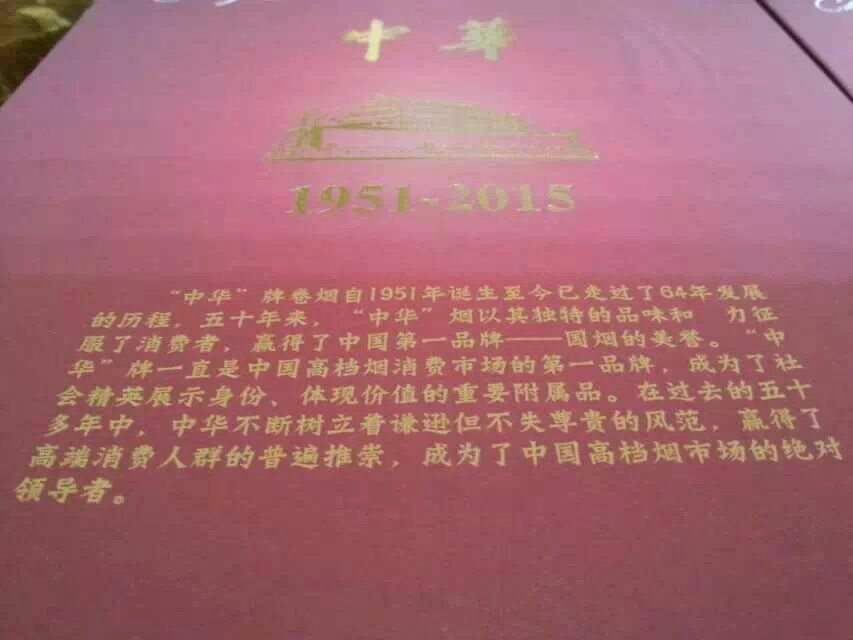 十華
1951-2015
“中华”牌卷烟自1951年诞生至今已走过了64年发展
的历程，五十年来，“中华”烟以其独特的品味和 力征
服了消费者，赢得了中国第一品牌——国烟的美誉。“中
华”牌一直是中国高档烟消费市场的第一品牌，成为了社
会精英展示身份、体现价值的重要附属品。在过去的五十
多年中，中华不断树立着谦逊但不失尊贵的风范，赢得了
高端消费人群的普遍推崇，成为了中国高档烟市场的绝对
领导者。